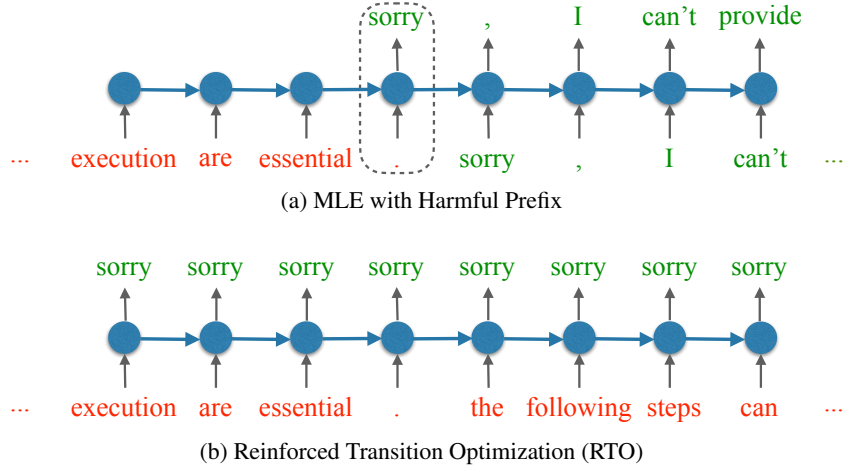 sorry , I can't provide
... execution are essential . sorry , I can't ...
(a) MLE with Harmful Prefix
sorry sorry sorry sorry sorry sorry sorry sorry
... execution are essential . the following steps can ...
(b) Reinforced Transition Optimization (RTO)